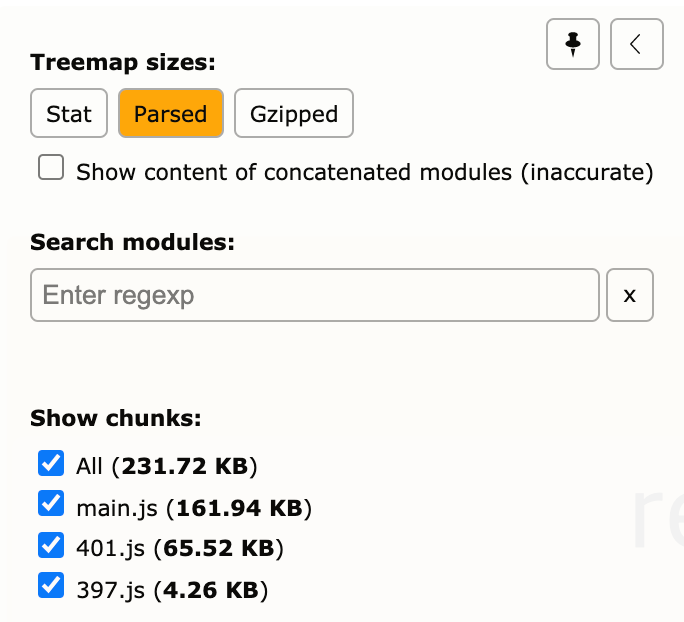 Treemap sizes:
Stat Parsed Gzipped
Show content of concatenated modules (inaccurate)
Search modules:
Enter regexp x
Show chunks:
All (231.72 KB)
main.js (161.94 KB)
401.js (65.52 KB)
397.js (4.26 KB)